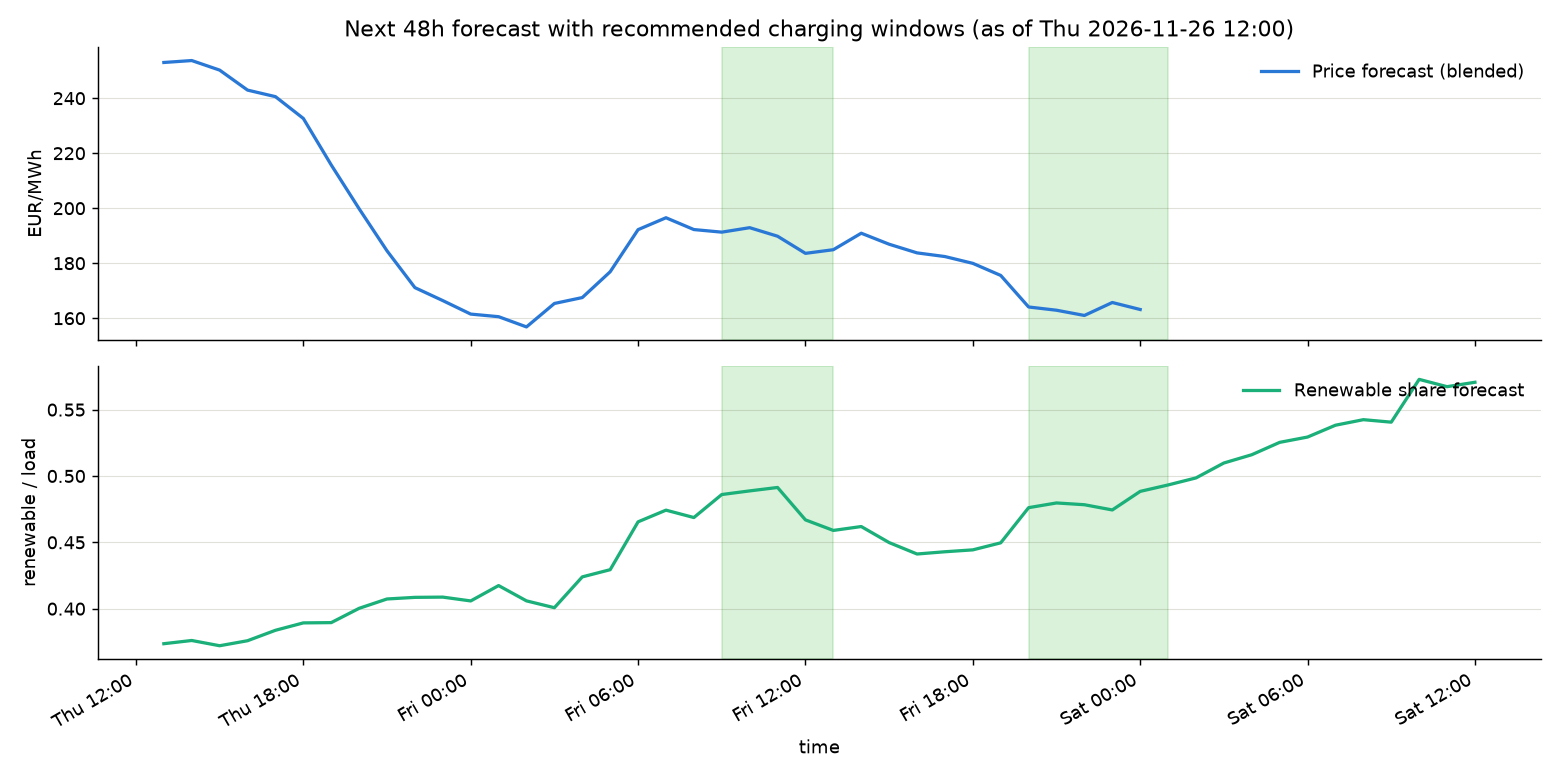 Next 48h forecast with recommended charging windows (as of Thu 2026-11-26 12:00)
Price forecast (blended)
EUR/MWh
240
220
200
180
160
Renewable share forecast
renewable / load
0.55
0.50
0.45
0.40
Thu 12:00
Thu 18:00
Fri 00:00
Fri 06:00
Fri 12:00
Fri 18:00
Sat 00:00
Sat 06:00
Sat 12:00
time